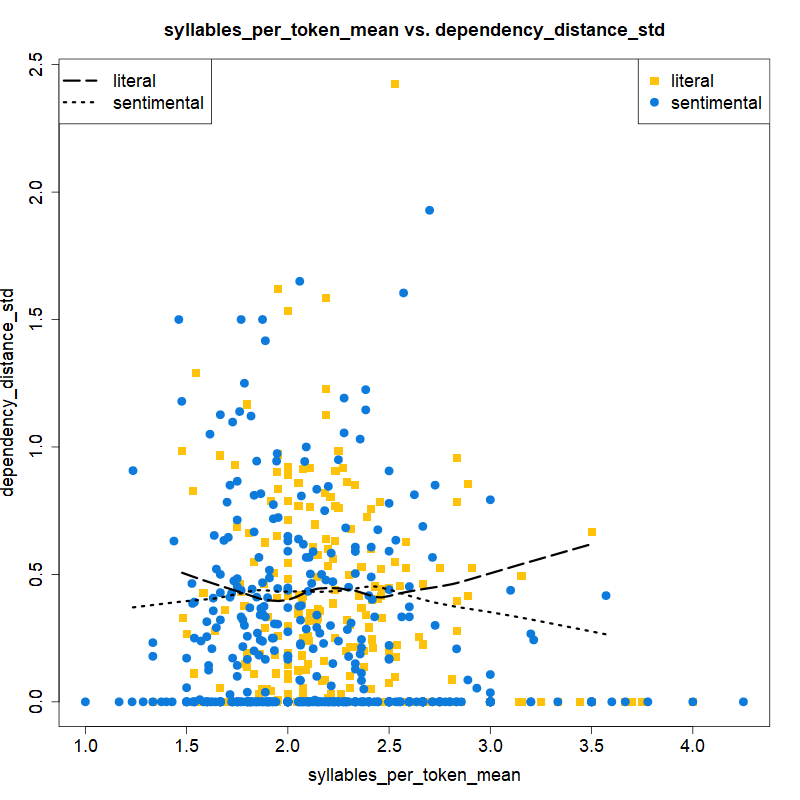 syllables_per_token_mean vs. dependency_distance_std
literal
sentimental
literal
sentimental
dependency_distance_std
2.5
2.0
1.5
1.0
0.5
0.0
1.0 1.5 2.0 2.5 3.0 3.5 4.0
syllables_per_token_mean